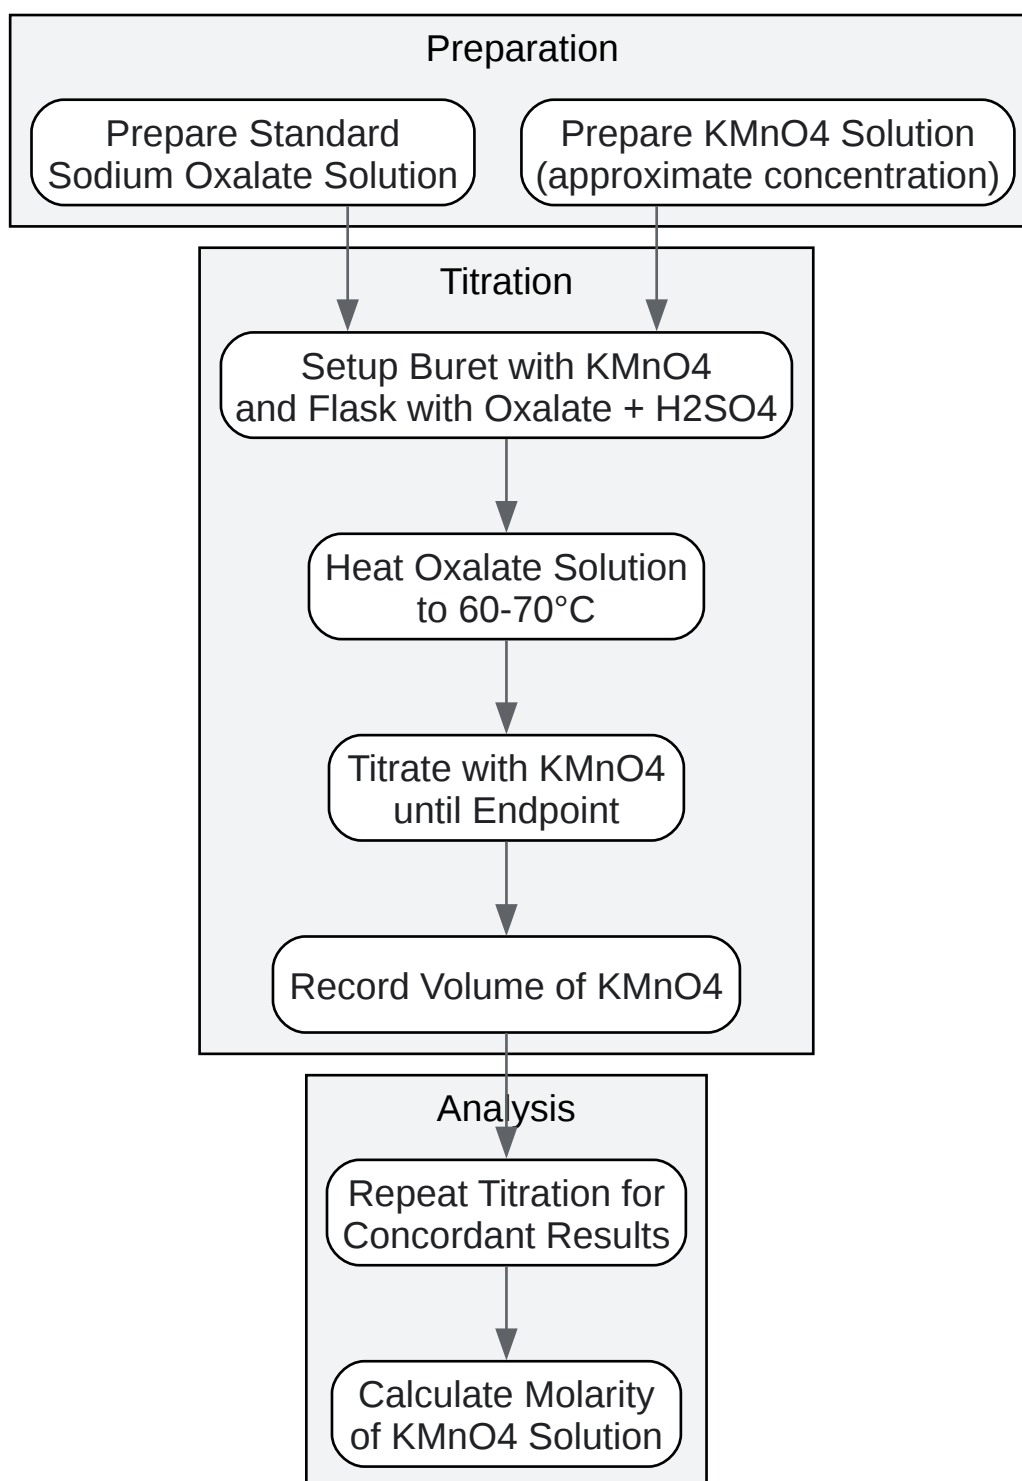 Preparation
Prepare Standard
Sodium Oxalate Solution
Prepare KMnO4 Solution
(approximate concentration)
Titration
Setup Buret with KMnO4
and Flask with Oxalate + H2SO4
Heat Oxalate Solution
to 60-70°C
Titrate with KMnO4
until Endpoint
Record Volume of KMnO4
Analysis
Repeat Titration for
Concordant Results
Calculate Molarity
of KMnO4 Solution